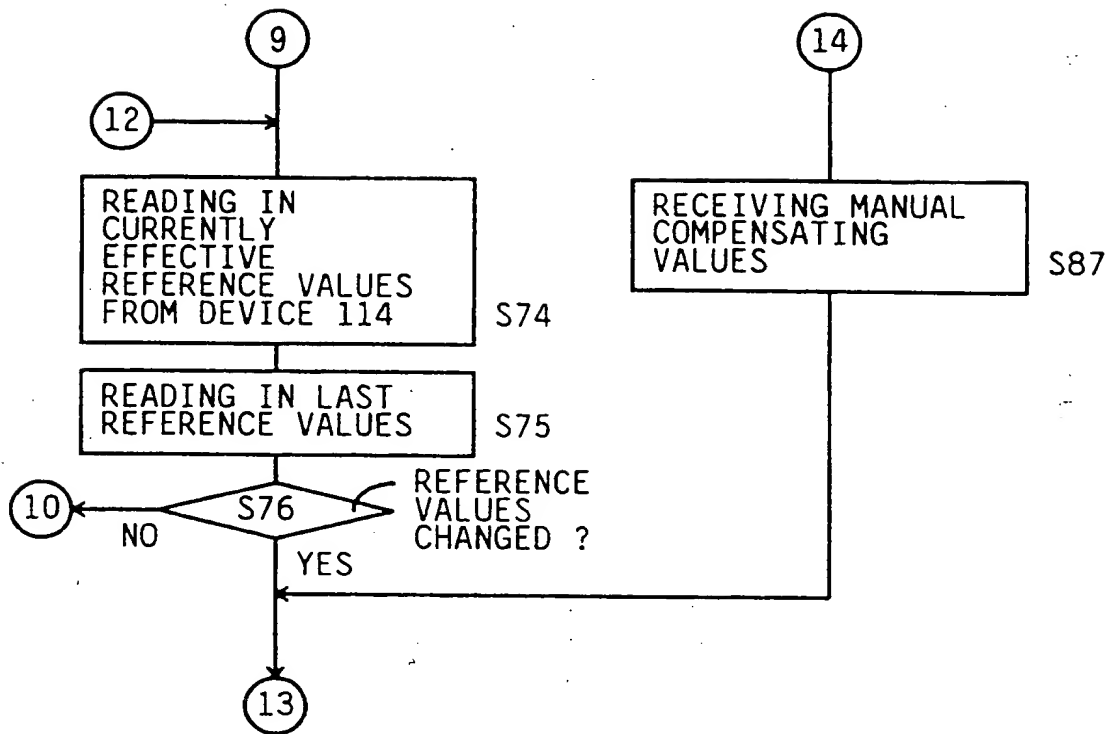 9
14
12
READING IN
CURRENTLY
EFFECTIVE
REFERENCE VALUES
FROM DEVICE 114
S74
RECEIVING MANUAL
COMPENSATING
VALUES
S87
READING IN LAST
REFERENCE VALUES
S75
10
NO
S76
REFERENCE
VALUES
CHANGED ?
YES
13